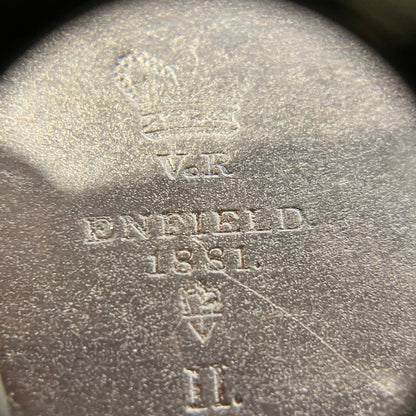 V.R
ENFIELD
1881.
II.